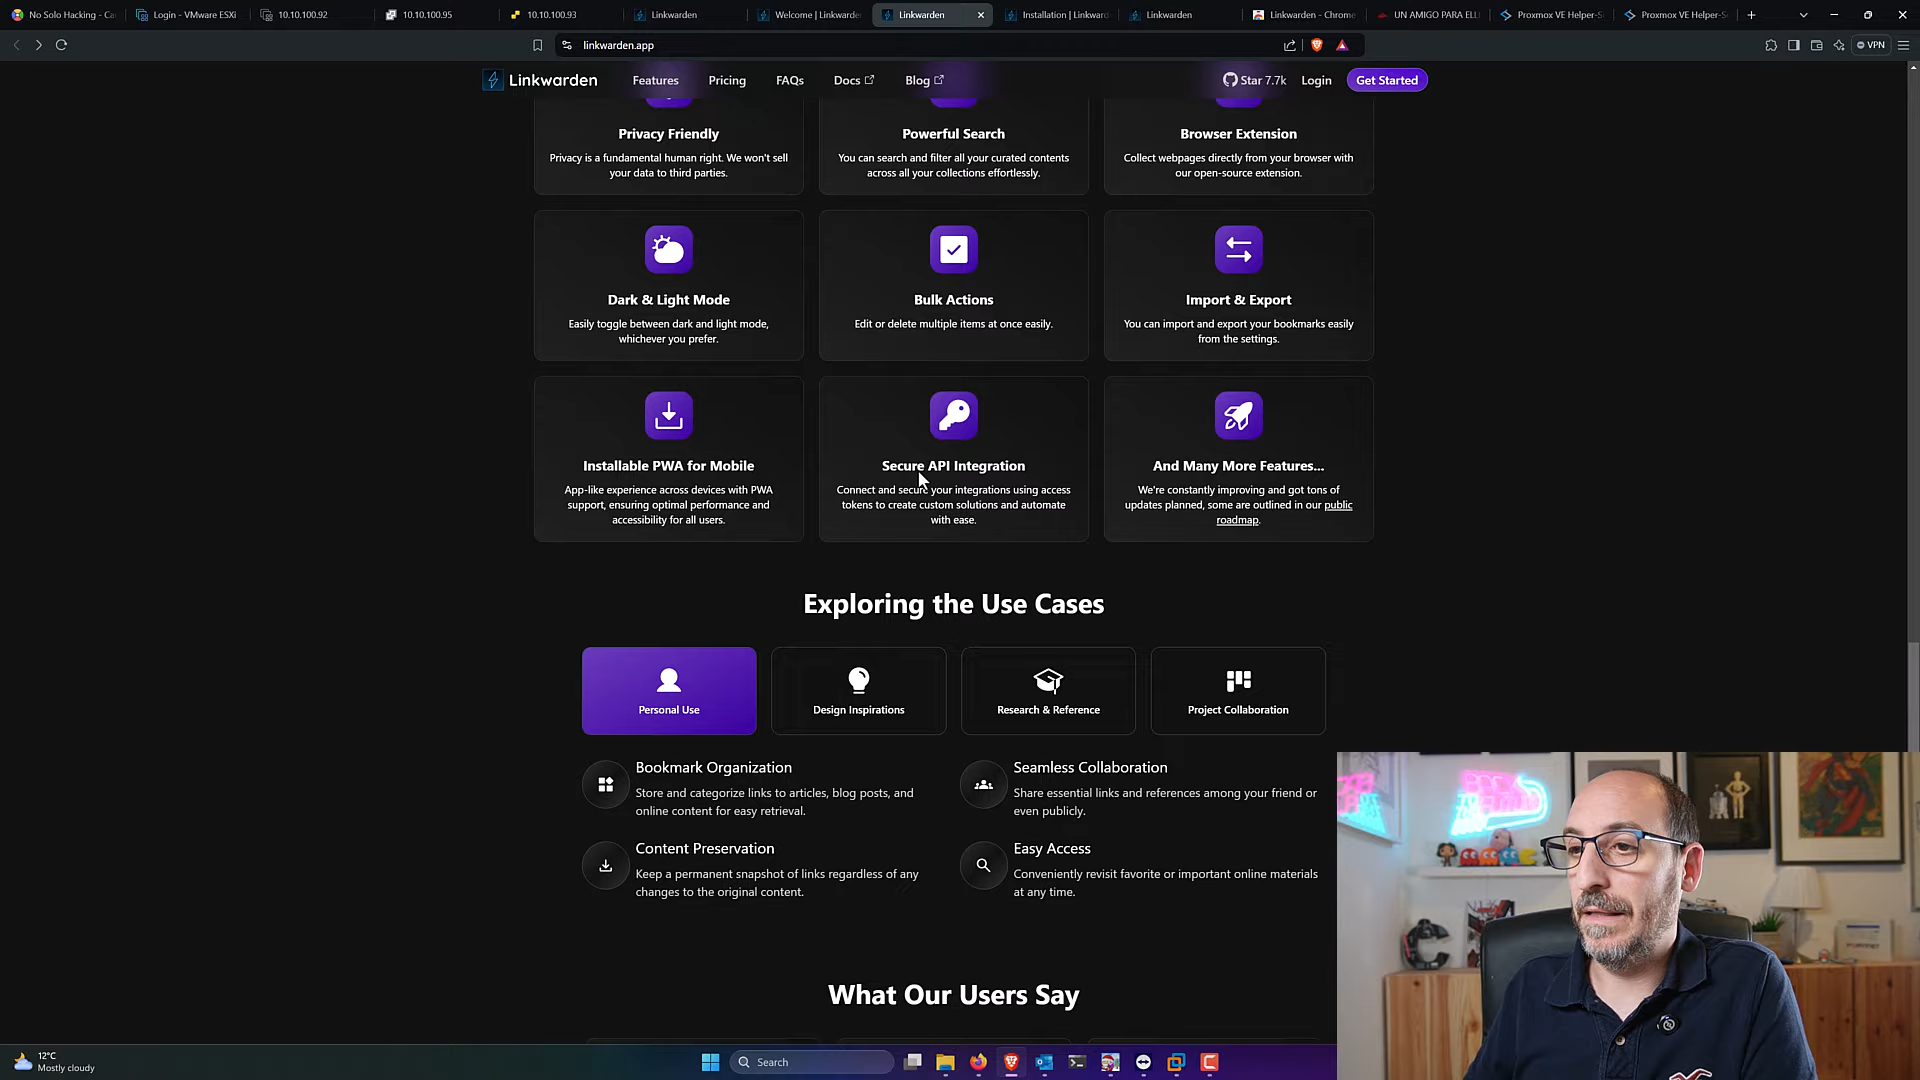 No Solo Hacking - Ca
Login - VMware ESXi
10.10.100.92
10.10.100.95
10.10.100.93
Linkwarden
Welcome | Linkwarde
Linkwarden
Installation | Linkward
Linkwarden
Linkwarden - Chrome
UN AMIGO PARA ELL
Proxmox VE Helper-S
Proxmox VE Helper-S
linkwarden.app
VPN
Linkwarden
Features
Pricing
FAQs
Docs
Blog
Star 7.7k
Login
Get Started
Privacy Friendly
Privacy is a fundamental human right. We won't sell
your data to third parties.
Powerful Search
You can search and filter all your curated contents
across all your collections effortlessly.
Browser Extension
Collect webpages directly from your browser with
our open-source extension.
Dark & Light Mode
Easily toggle between dark and light mode,
whichever you prefer.
Bulk Actions
Edit or delete multiple items at once easily.
Import & Export
You can import and export your bookmarks easily
from the settings.
Installable PWA for Mobile
App-like experience across devices with PWA
support, ensuring optimal performance and
accessibility for all users.
Secure API Integration
Connect and secure your integrations using access
tokens to create custom solutions and automate
with ease.
And Many More Features...
We're constantly improving and got tons of
updates planned, some are outlined in our public
roadmap.
Exploring the Use Cases
Personal Use
Design Inspirations
Research & Reference
Project Collaboration
Bookmark Organization
Store and categorize links to articles, blog posts, and
online content for easy retrieval.
Seamless Collaboration
Share essential links and references among your friend or
even publicly.
Content Preservation
Keep a permanent snapshot of links regardless of any
changes to the original content.
Easy Access
Conveniently revisit favorite or important online materials
at any time.
What Our Users Say
12°C
Mostly cloudy
Search